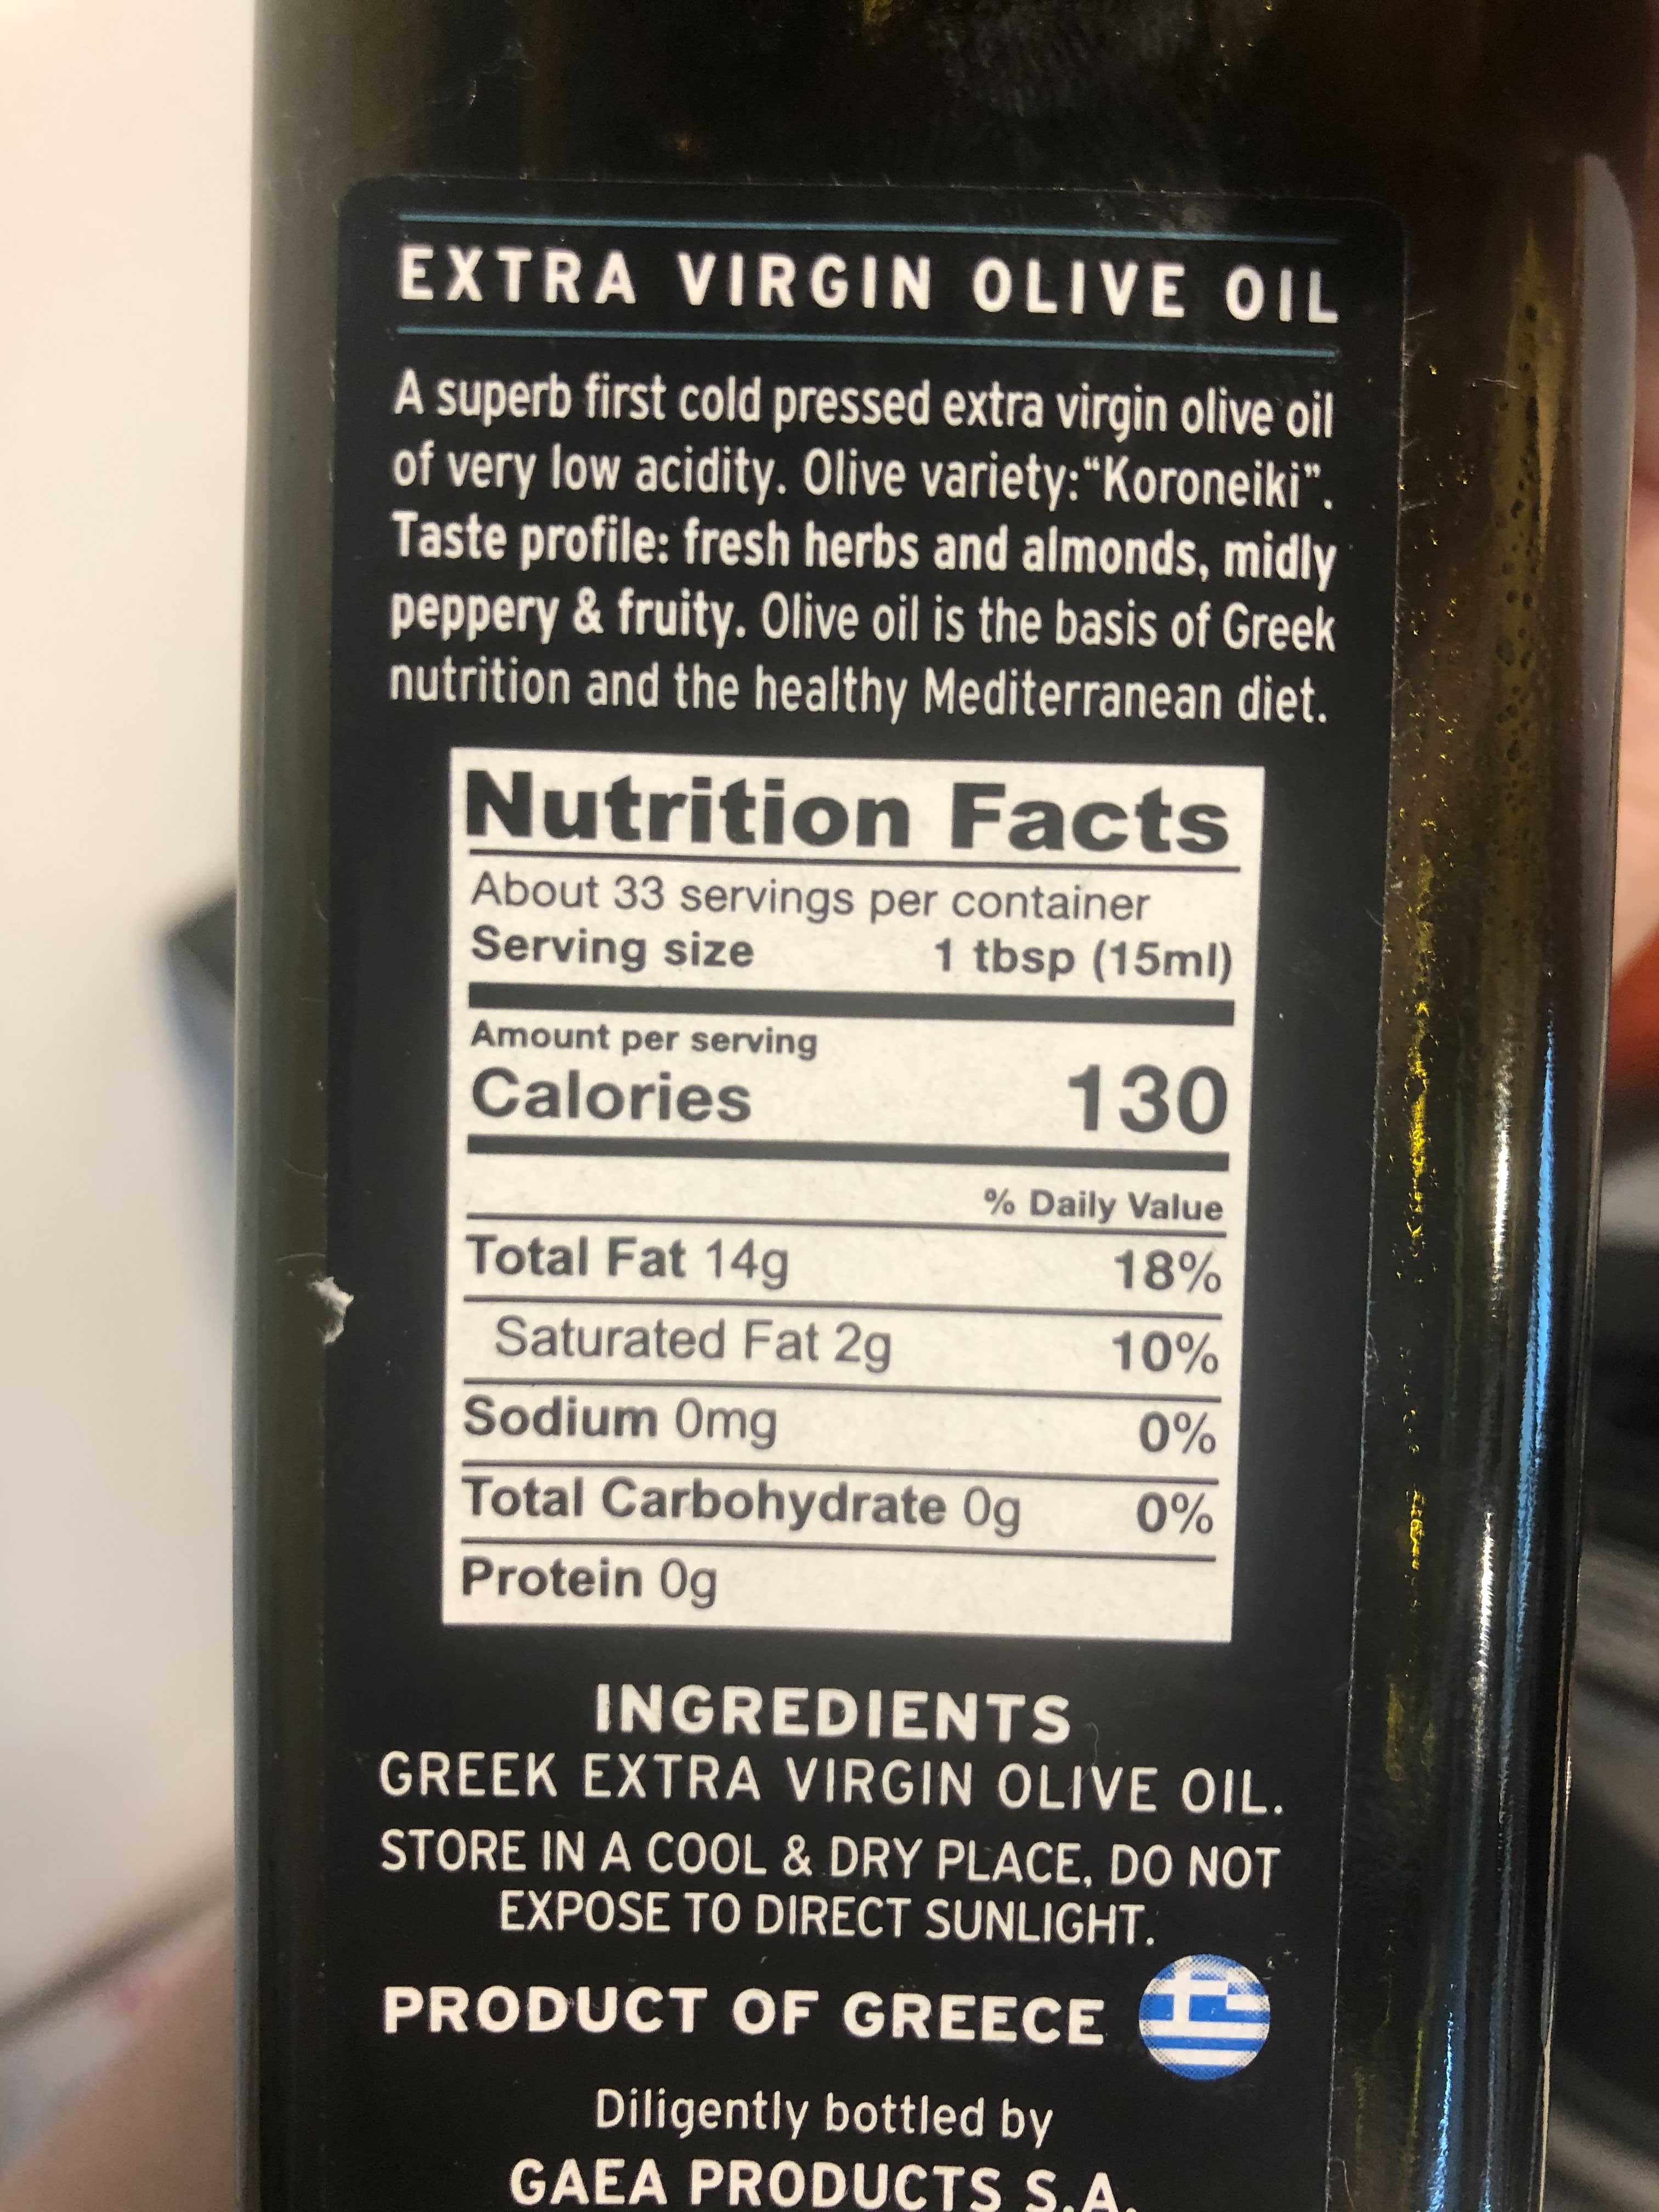 EXTRA VIRGIN OLIVE OIL
A superb first cold pressed extra virgin olive oil
of very low acidity. Olive variety:“Koroneiki”.
Taste profile: fresh herbs and almonds, midly
peppery & fruity. Olive oil is the basis of Greek
nutrition and the healthy Mediterranean diet.
Nutrition Facts
About 33 servings per container
Serving size 1 tbsp (15ml)
Amount per serving
Calories 130
% Daily Value
Total Fat 14g 18%
Saturated Fat 2g 10%
Sodium 0mg 0%
Total Carbohydrate 0g 0%
Protein 0g
INGREDIENTS
GREEK EXTRA VIRGIN OLIVE OIL.
STORE IN A COOL & DRY PLACE, DO NOT
EXPOSE TO DIRECT SUNLIGHT.
PRODUCT OF GREECE
Diligently bottled by
GAEA PRODUCTS S.A.